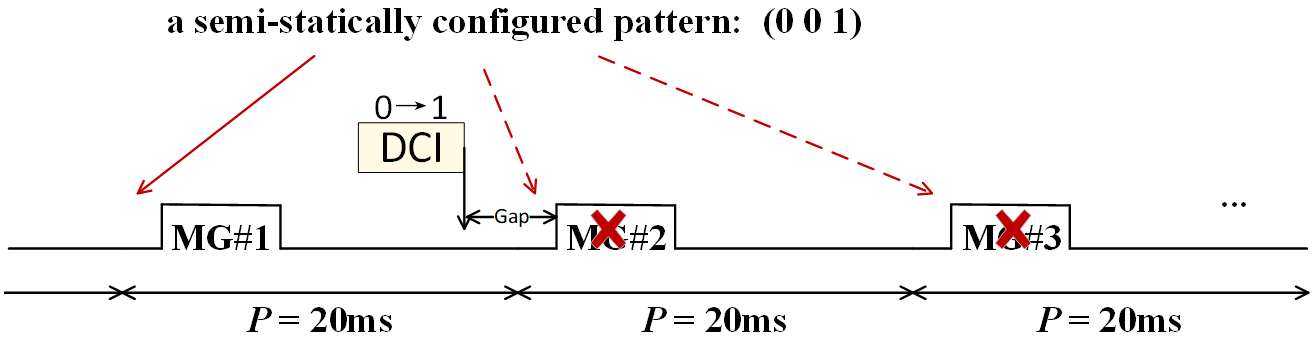 a semi-statically configured pattern: (0 0 1)
0→1
DCI
Gap
MG#1
MG#2
MG#3
...
P = 20ms
P = 20ms
P = 20ms